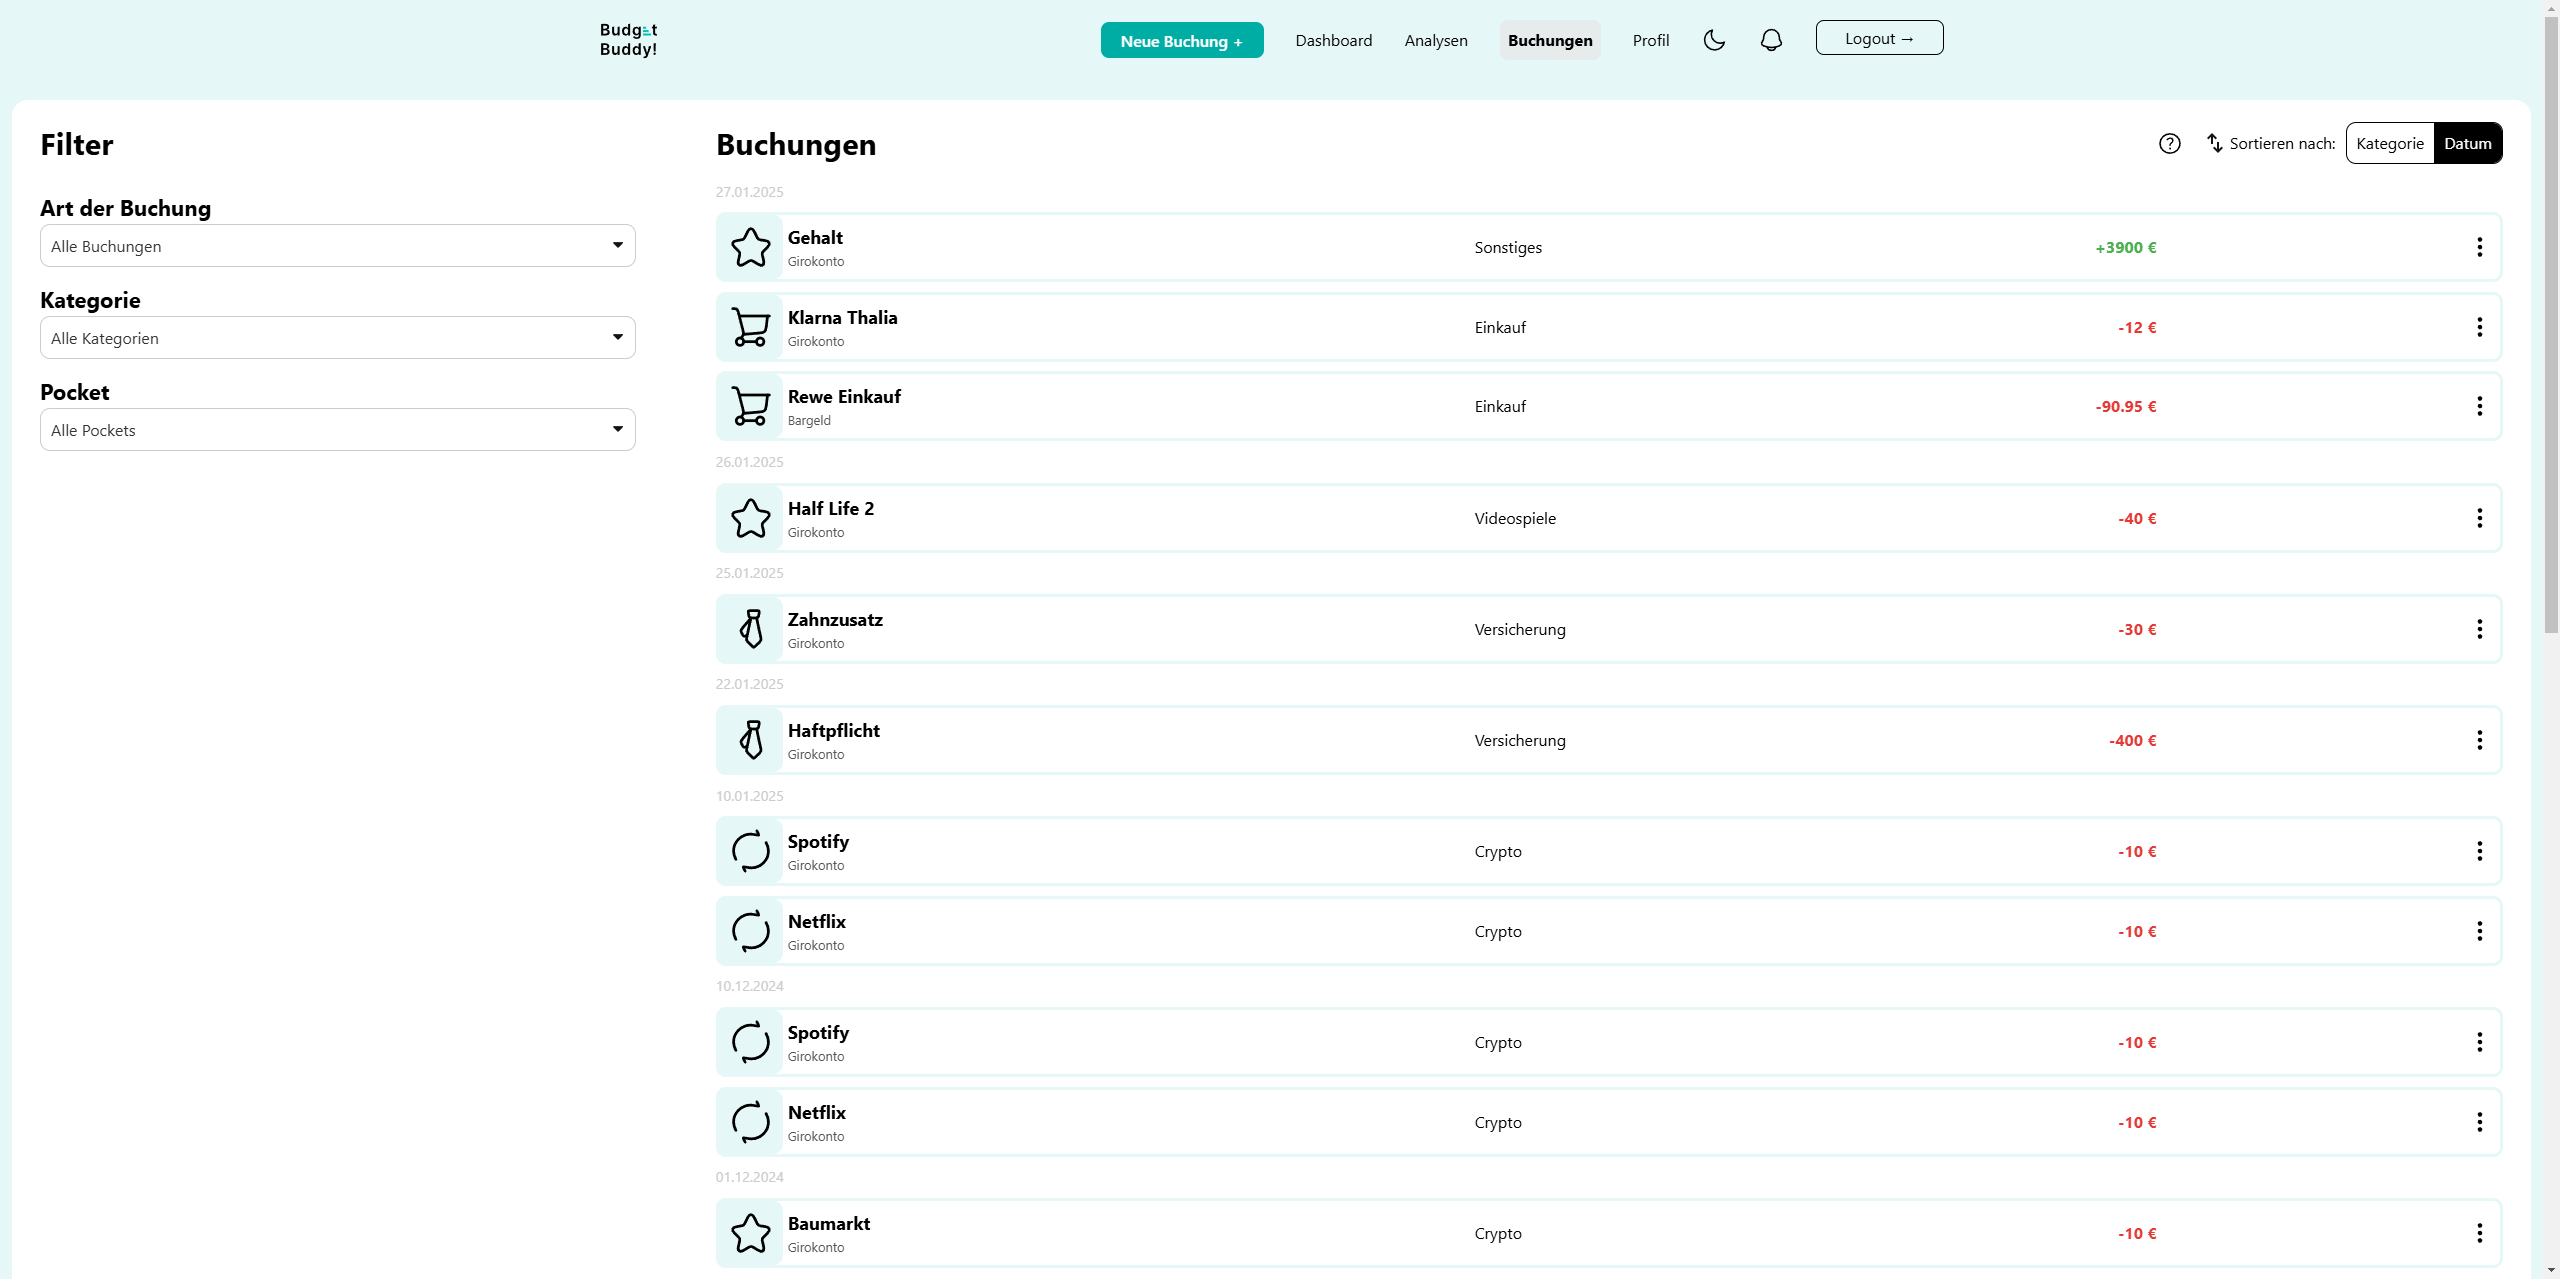 Budget
Buddy!
Neue Buchung +
Dashboard
Analysen
Buchungen
Profil
Logout →
Filter
Art der Buchung
Alle Buchungen
Kategorie
Alle Kategorien
Pocket
Alle Pockets
Buchungen
? Sortieren nach: Kategorie Datum
27.01.2025
Gehalt
Girokonto
Sonstiges
+3900 €
Klarna Thalia
Girokonto
Einkauf
-12 €
Rewe Einkauf
Bargeld
Einkauf
-90.95 €
26.01.2025
Half Life 2
Girokonto
Videospiele
-40 €
25.01.2025
Zahnzusatz
Girokonto
Versicherung
-30 €
22.01.2025
Haftpflicht
Girokonto
Versicherung
-400 €
10.01.2025
Spotify
Girokonto
Crypto
-10 €
Netflix
Girokonto
Crypto
-10 €
10.12.2024
Spotify
Girokonto
Crypto
-10 €
Netflix
Girokonto
Crypto
-10 €
01.12.2024
Baumarkt
Girokonto
Crypto
-10 €